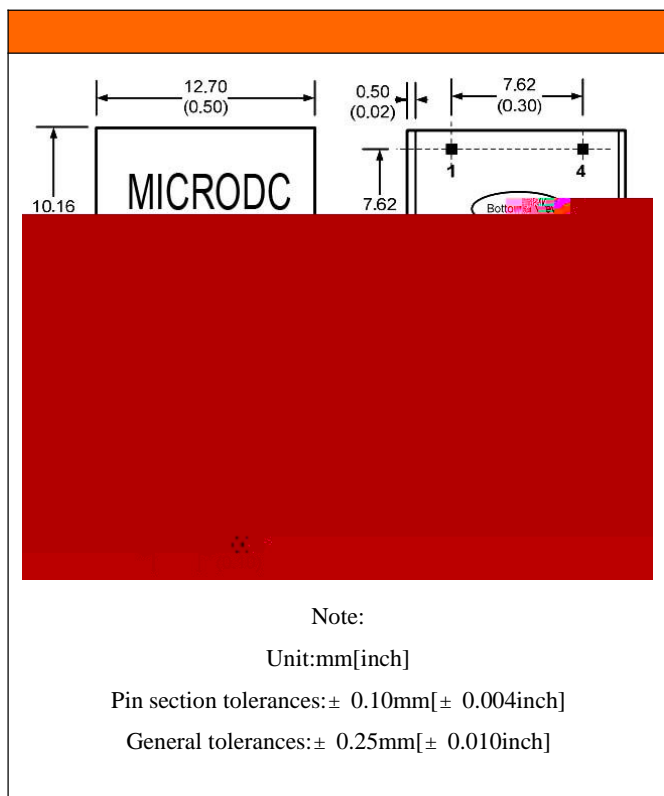 12.70
(0.50)
0.50
(0.02)
7.62
(0.30)
1
4
MICRODC
10.16
7.62
Note:
Unit:mm[inch]
Pin section tolerances:± 0.10mm[± 0.004inch]
General tolerances:± 0.25mm[± 0.010inch]